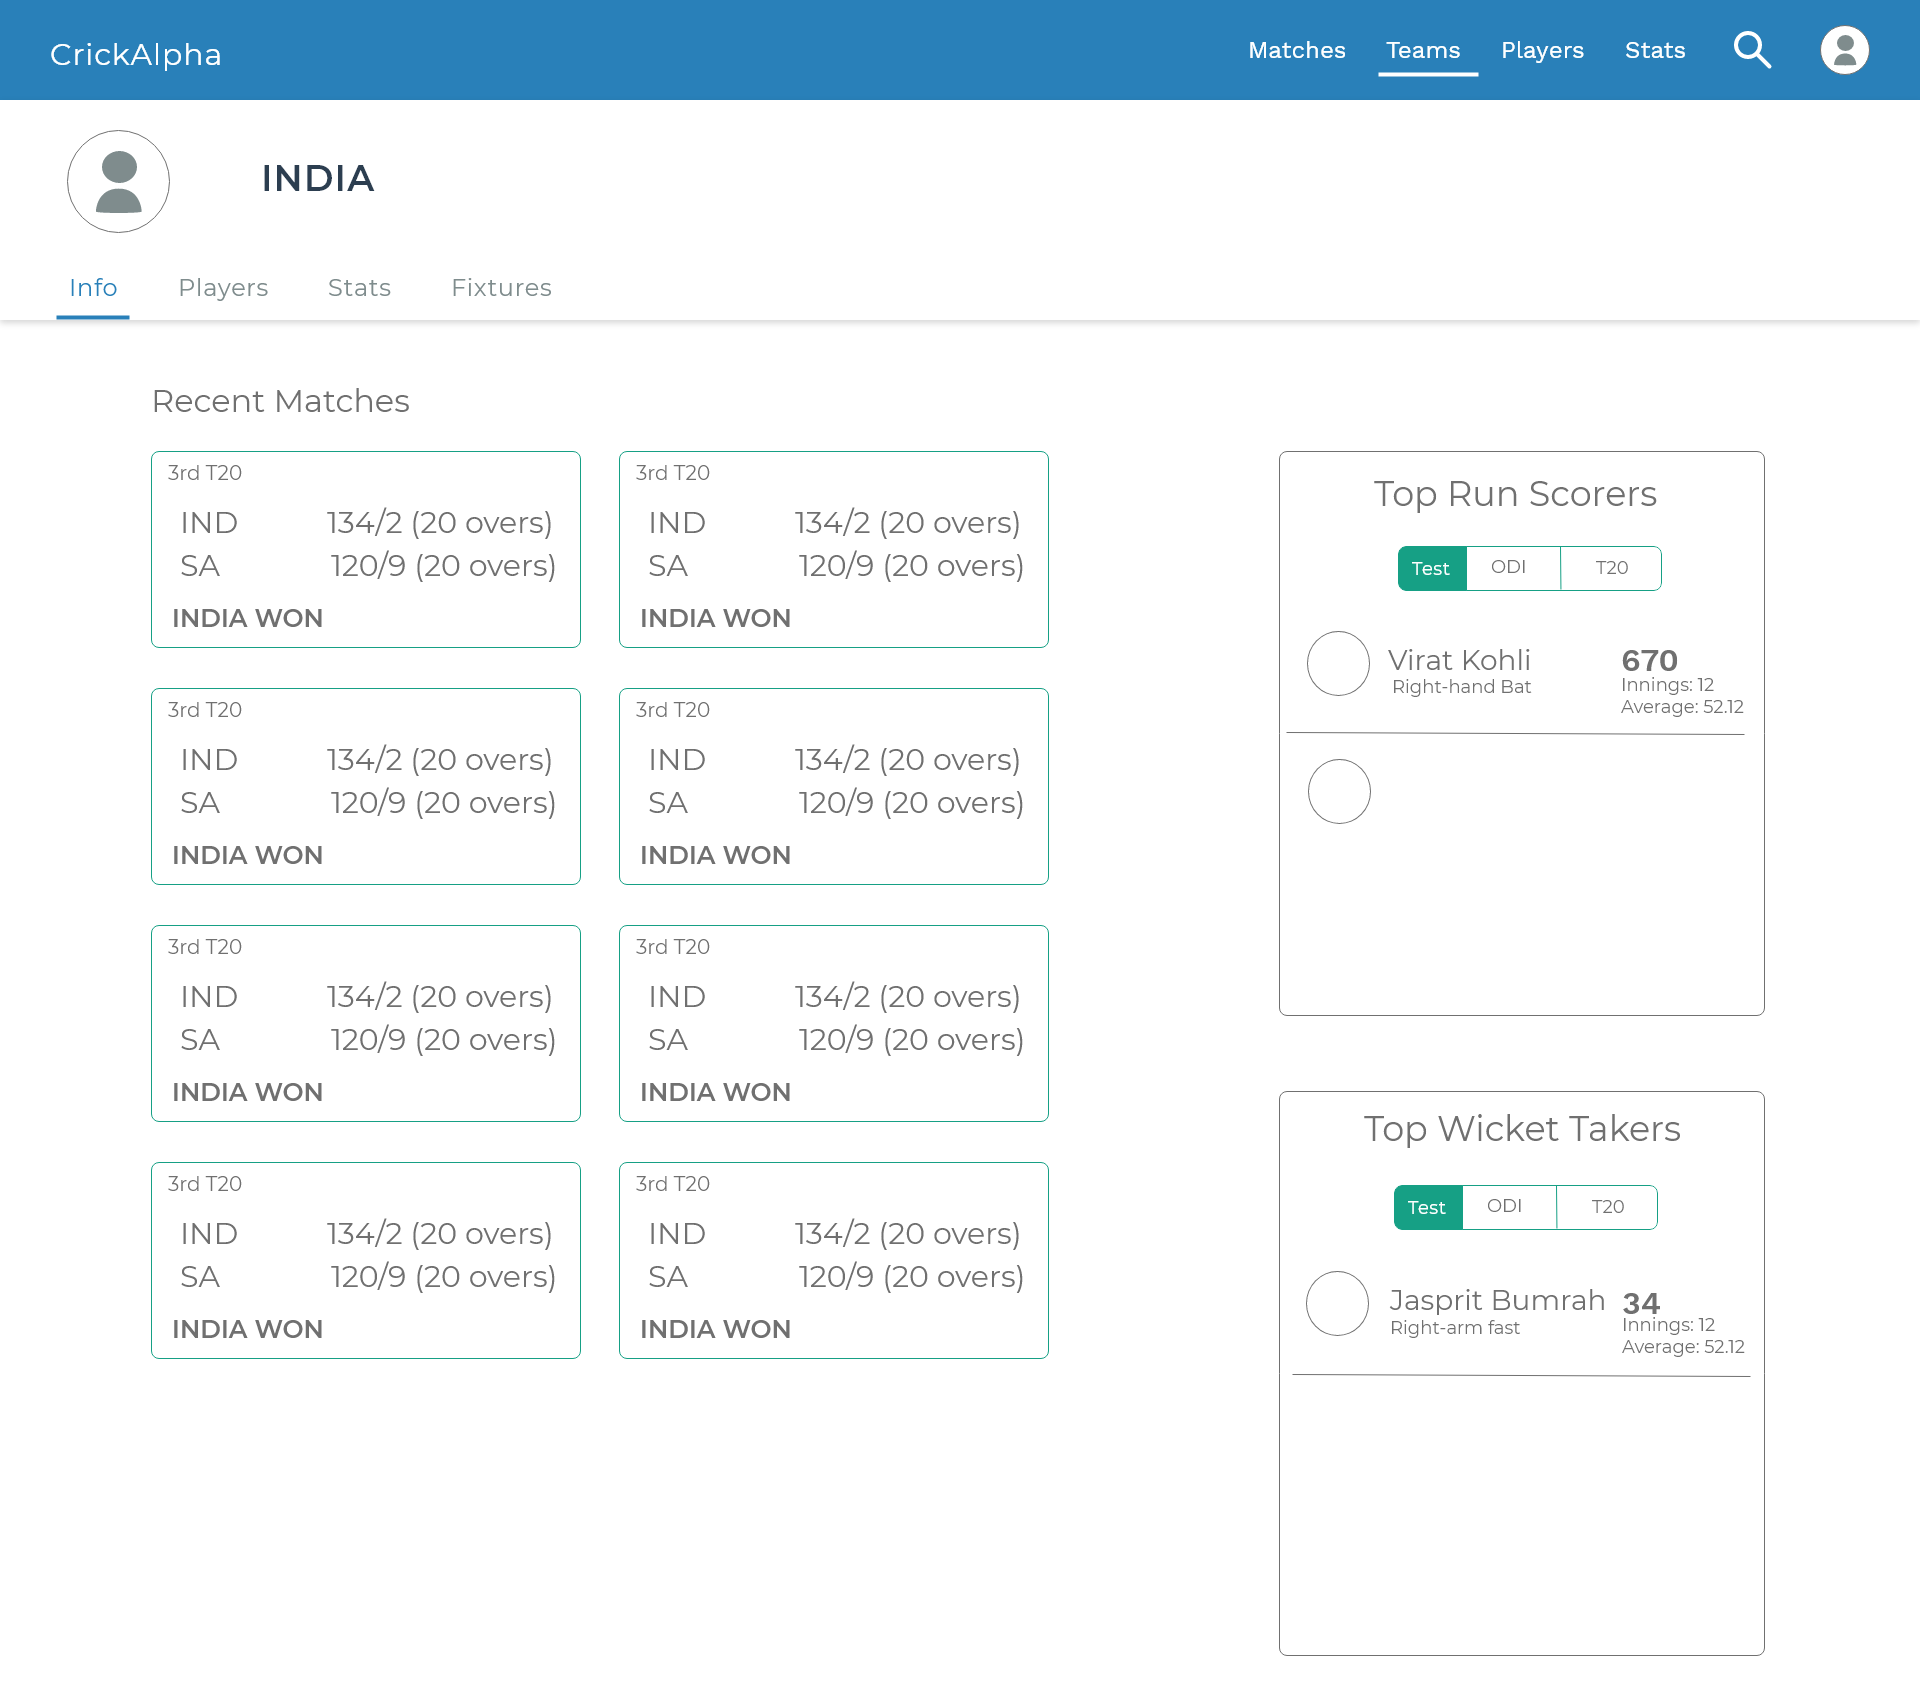 CrickAlpha
Matches Teams Players Stats
INDIA
Info Players Stats Fixtures
Recent Matches
3rd T20
IND 134/2 (20 overs)
SA 120/9 (20 overs)
INDIA WON
3rd T20
IND 134/2 (20 overs)
SA 120/9 (20 overs)
INDIA WON
3rd T20
IND 134/2 (20 overs)
SA 120/9 (20 overs)
INDIA WON
3rd T20
IND 134/2 (20 overs)
SA 120/9 (20 overs)
INDIA WON
3rd T20
IND 134/2 (20 overs)
SA 120/9 (20 overs)
INDIA WON
3rd T20
IND 134/2 (20 overs)
SA 120/9 (20 overs)
INDIA WON
3rd T20
IND 134/2 (20 overs)
SA 120/9 (20 overs)
INDIA WON
3rd T20
IND 134/2 (20 overs)
SA 120/9 (20 overs)
INDIA WON
Top Run Scorers
Test ODI T20
Virat Kohli 670
Right-hand Bat Innings: 12
Average: 52.12
Top Wicket Takers
Test ODI T20
Jasprit Bumrah 34
Right-arm fast Innings: 12
Average: 52.12